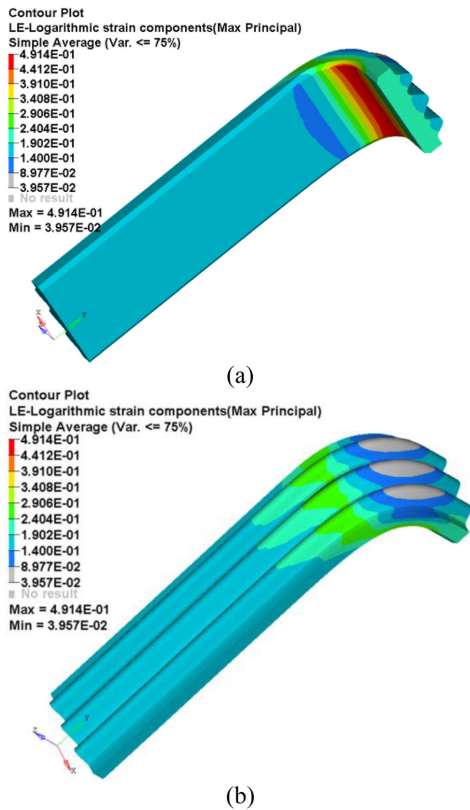 Contour Plot
LE-Logarithmic strain components(Max Principal)
Simple Average (Var. <= 75%)
4.914E-01
4.412E-01
3.910E-01
3.408E-01
2.906E-01
2.404E-01
1.902E-01
1.400E-01
8.977E-02
3.957E-02
No result
Max = 4.914E-01
Min = 3.957E-02
X
Z
Y
(a)
Contour Plot
LE-Logarithmic strain components(Max Principal)
Simple Average (Var. <= 75%)
4.914E-01
4.412E-01
3.910E-01
3.408E-01
2.906E-01
2.404E-01
1.902E-01
1.400E-01
8.977E-02
3.957E-02
No result
Max = 4.914E-01
Min = 3.957E-02
Z
Y
X
(b)